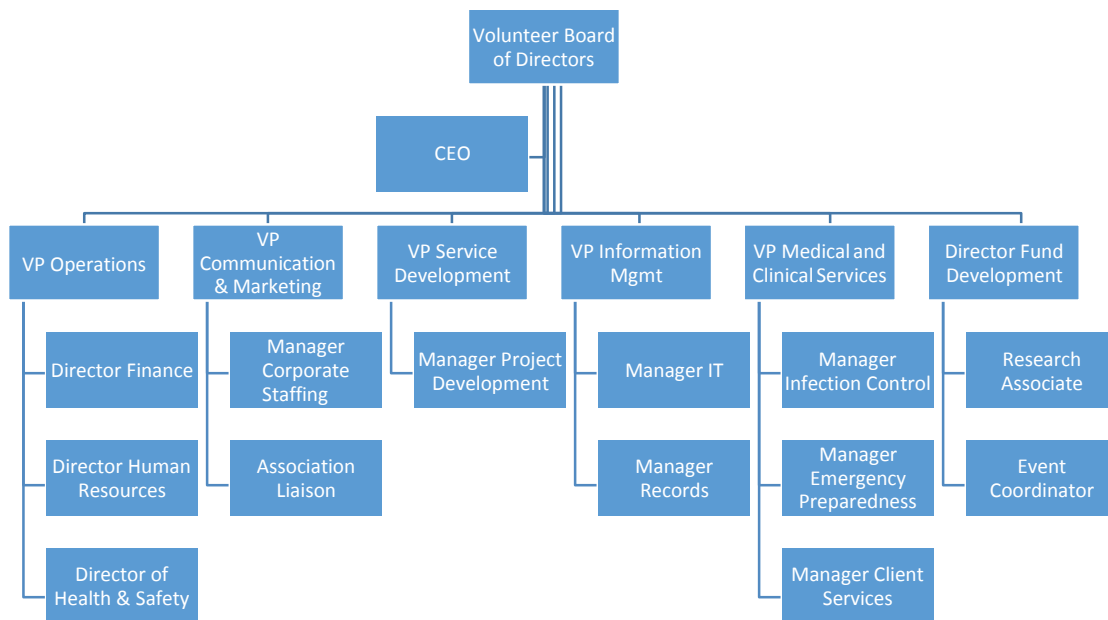 Volunteer Board
of Directors
CEO
VP Operations
VP
Communication
& Marketing
VP Service
Development
VP Information
Mgmt
VP Medical and
Clinical Services
Director Fund
Development
Director Finance
Manager
Corporate
Staffing
Manager Project
Development
Manager IT
Manager
Infection Control
Research
Associate
Director Human
Resources
Association
Liaison
Manager
Records
Manager
Emergency
Preparedness
Event
Coordinator
Director of
Health & Safety
Manager Client
Services